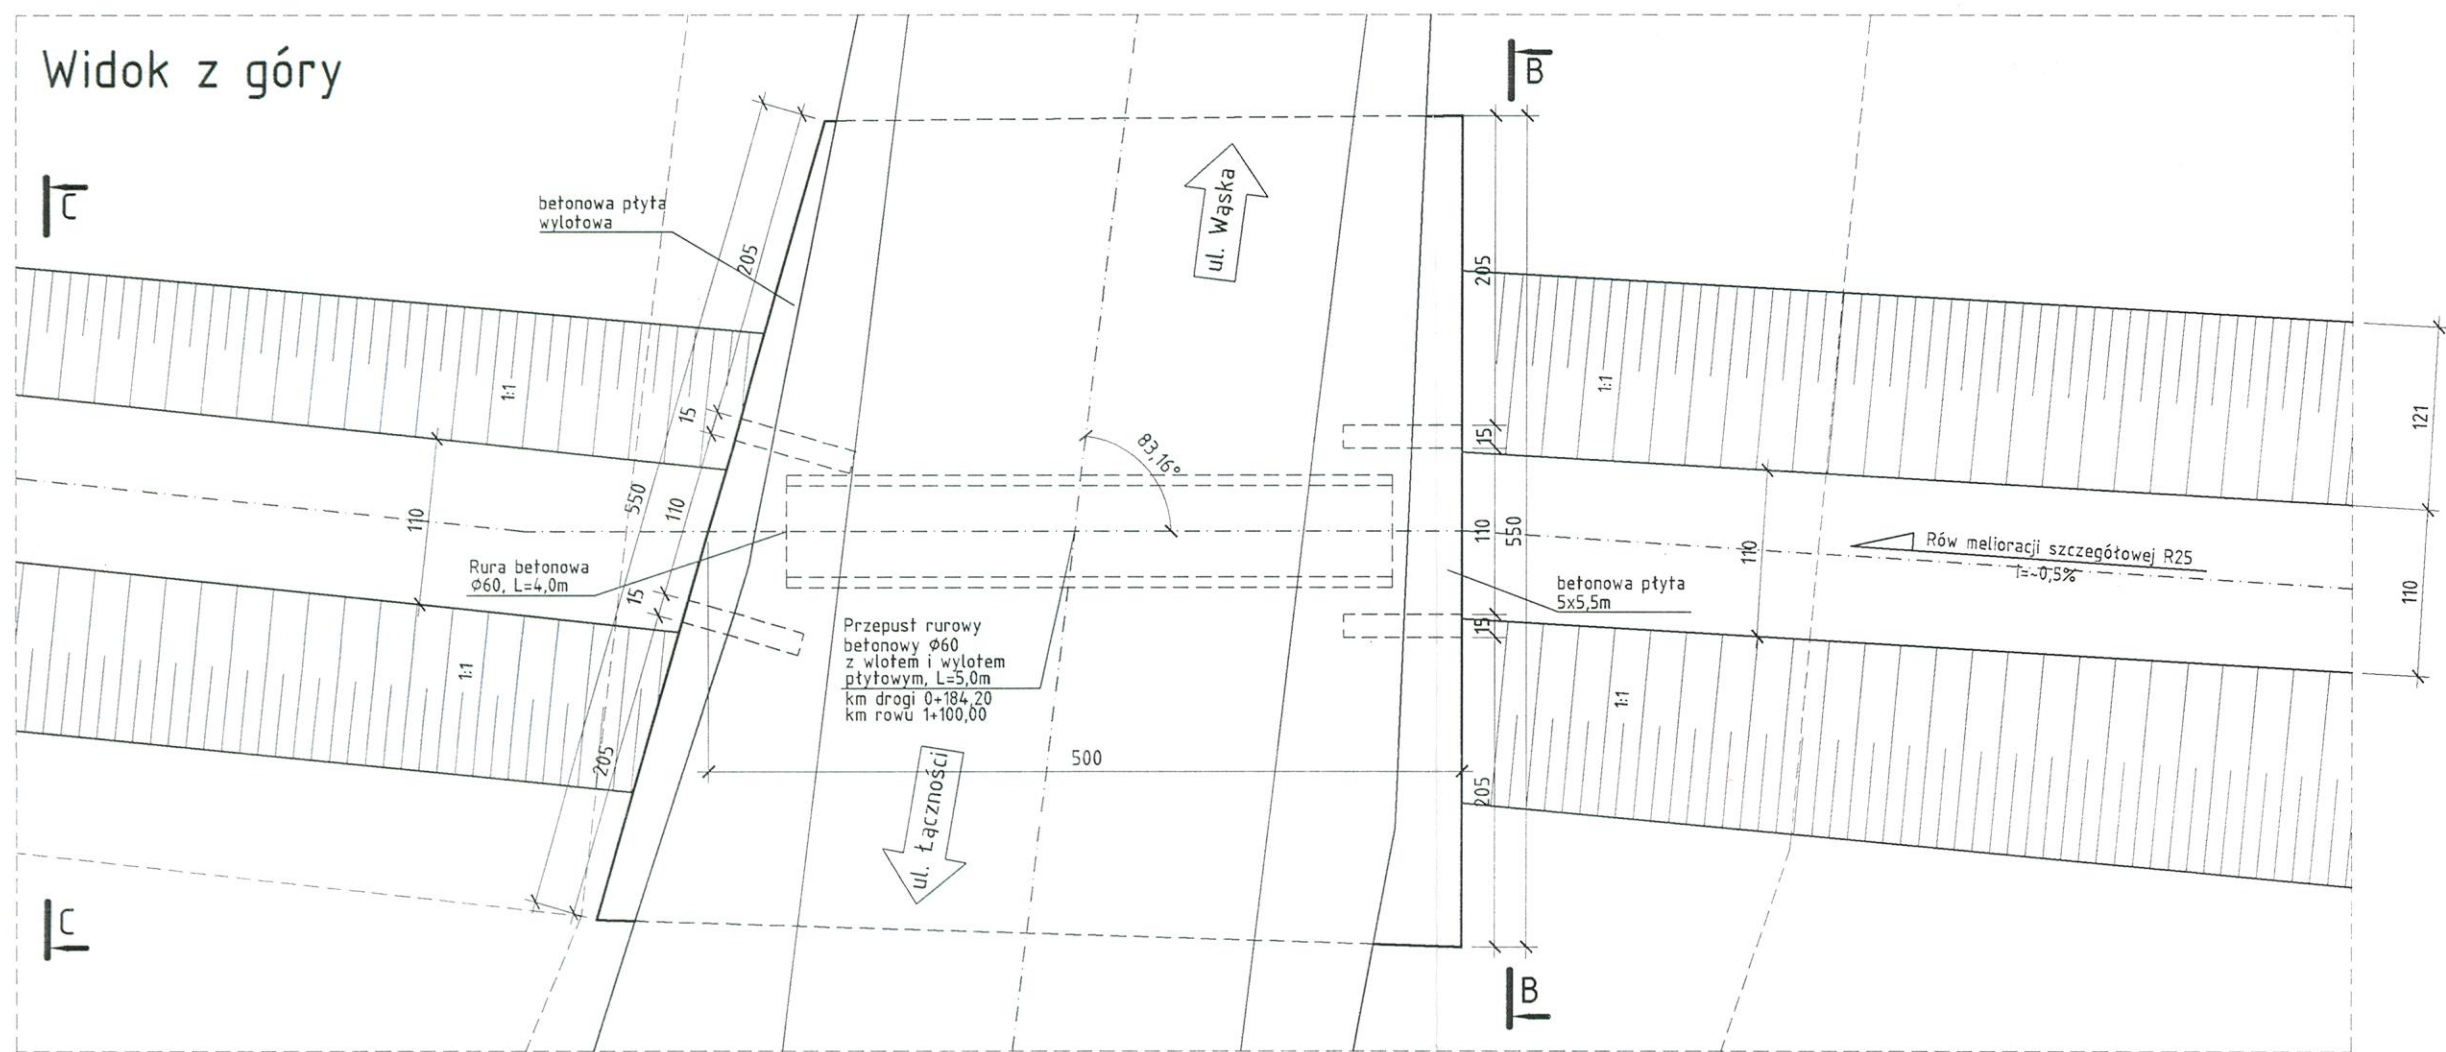 Widok z góry
B
C
ul. Wąska
betonowa płyta
wylotowa
205
205
1:1
1:1
121
15
15
83,16°
550
110
110
110
550
110
Rów melioracji szczegółowej R25
i=~0,5%
110
Rura betonowa
Φ60, L=4,0m
betonowa płyta
5x5,5m
15
15
Przepust rurowy
betonowy Φ60
z wlotem i wylotem
płytowym, L=5,0m
km drogi 0+184,20
km rowu 1+100,00
1:1
1:1
205
500
205
ul. Łączności
C
B